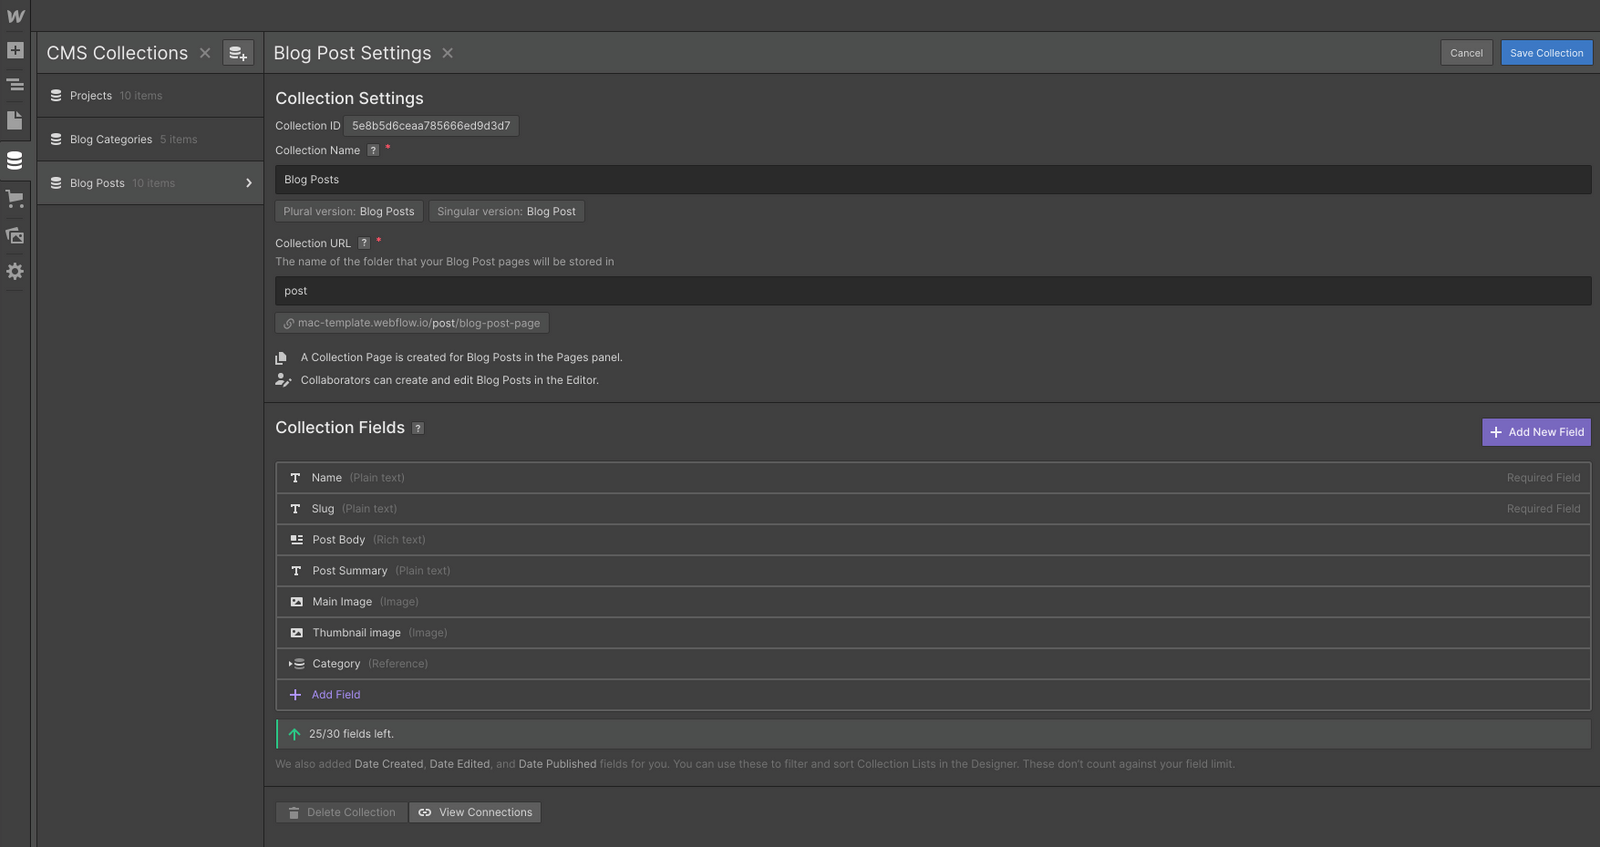 CMS Collections
Blog Post Settings
Cancel
Save Collection
Projects 10 items
Blog Categories 5 items
Blog Posts 10 items
Collection Settings
Collection ID 5e8b5d6ceaa785666ed9d3d7
Collection Name ? *
Blog Posts
Plural version: Blog Posts
Singular version: Blog Post
Collection URL ? *
The name of the folder that your Blog Post pages will be stored in
post
mac-template.webflow.io/post/blog-post-page
A Collection Page is created for Blog Posts in the Pages panel.
Collaborators can create and edit Blog Posts in the Editor.
Collection Fields ?
+ Add New Field
Name (Plain text) Required Field
Slug (Plain text) Required Field
Post Body (Rich text)
Post Summary (Plain text)
Main Image (Image)
Thumbnail image (Image)
Category (Reference)
+ Add Field
25/30 fields left.
We also added Date Created, Date Edited, and Date Published fields for you. You can use these to filter and sort Collection Lists in the Designer. These don't count against your field limit.
Delete Collection
View Connections